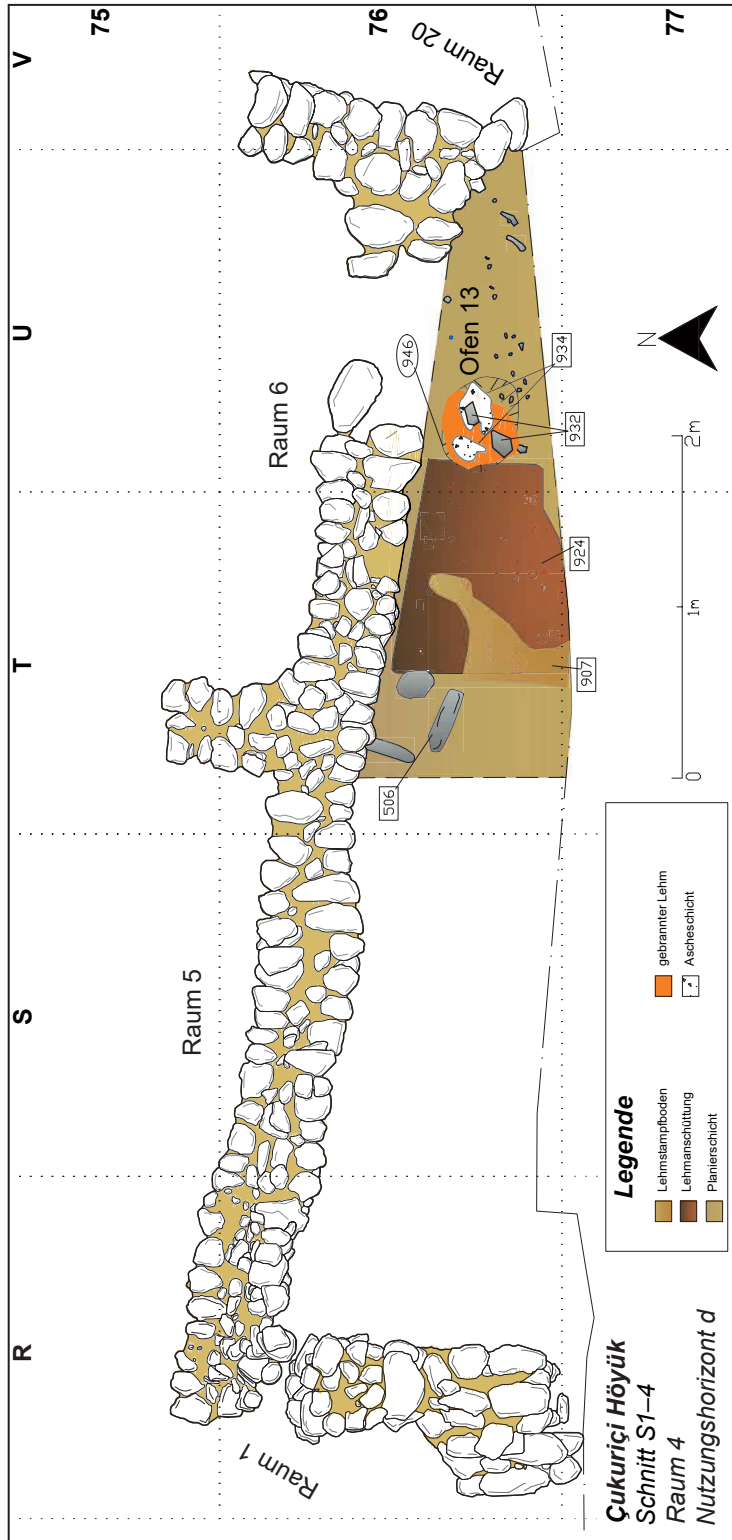 R
S
T
U
V
75
76
77
Raum 1
Raum 5
Raum 6
Raum 20
946
Ofen 13
934
932
924
907
506
N
0
1m
2m
Çukuriçi Höyük
Schnitt S1–4
Raum 4
Nutzungshorizont d
Legende
Lehmstampfboden
Lehmanschüttung
Planierschicht
gebrannter Lehm
Ascheschicht